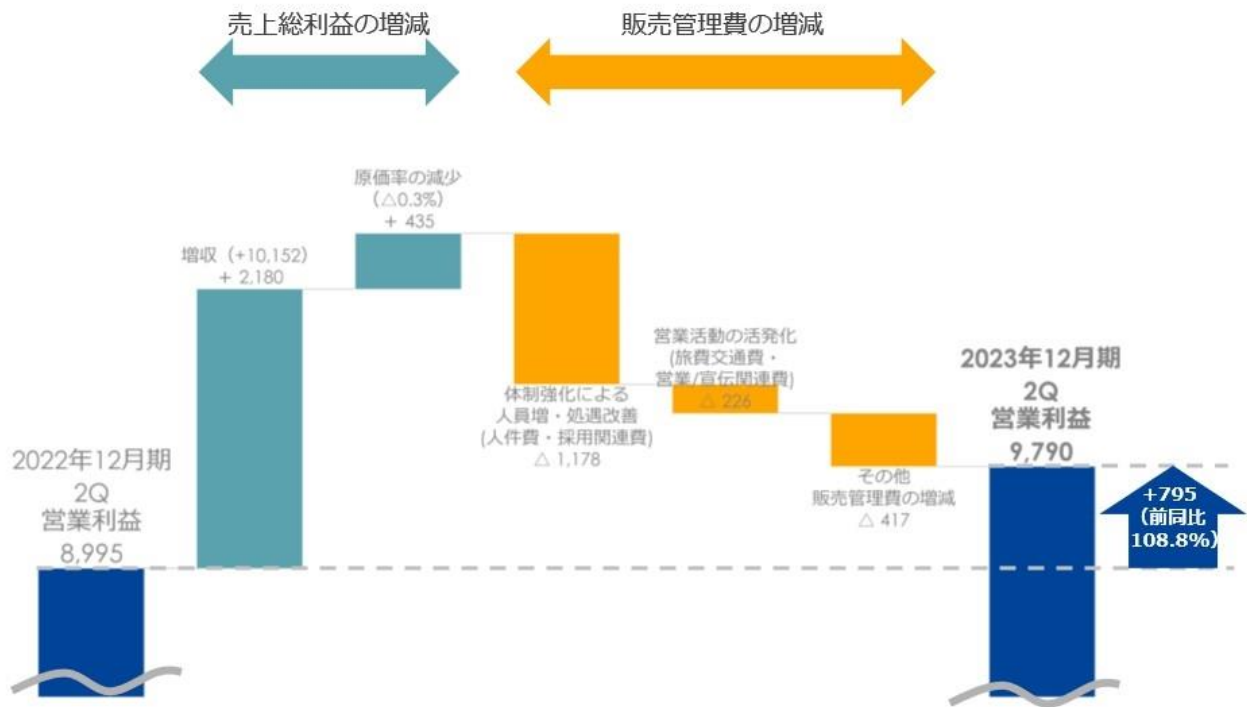 売上総利益の増減
販売管理費の増減
原価率の減少
(△0.3%)
+ 435
増収（+10,152）
+ 2,180
営業活動の活発化
(旅費交通費・
営業/宣伝関連費)
△ 226
体制強化による
人員増・処遇改善
(人件費・採用関連費)
△ 1,178
その他
販売管理費の増減
△ 417
2022年12月期
2Q
営業利益
8,995
2023年12月期
2Q
営業利益
9,790
+795
（前同比
108.8%）